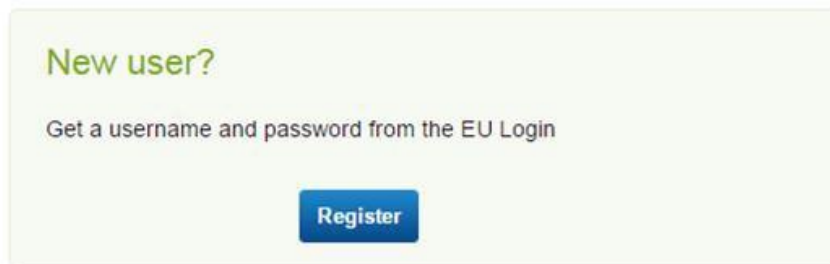 New user?
Get a username and password from the EU Login
Register